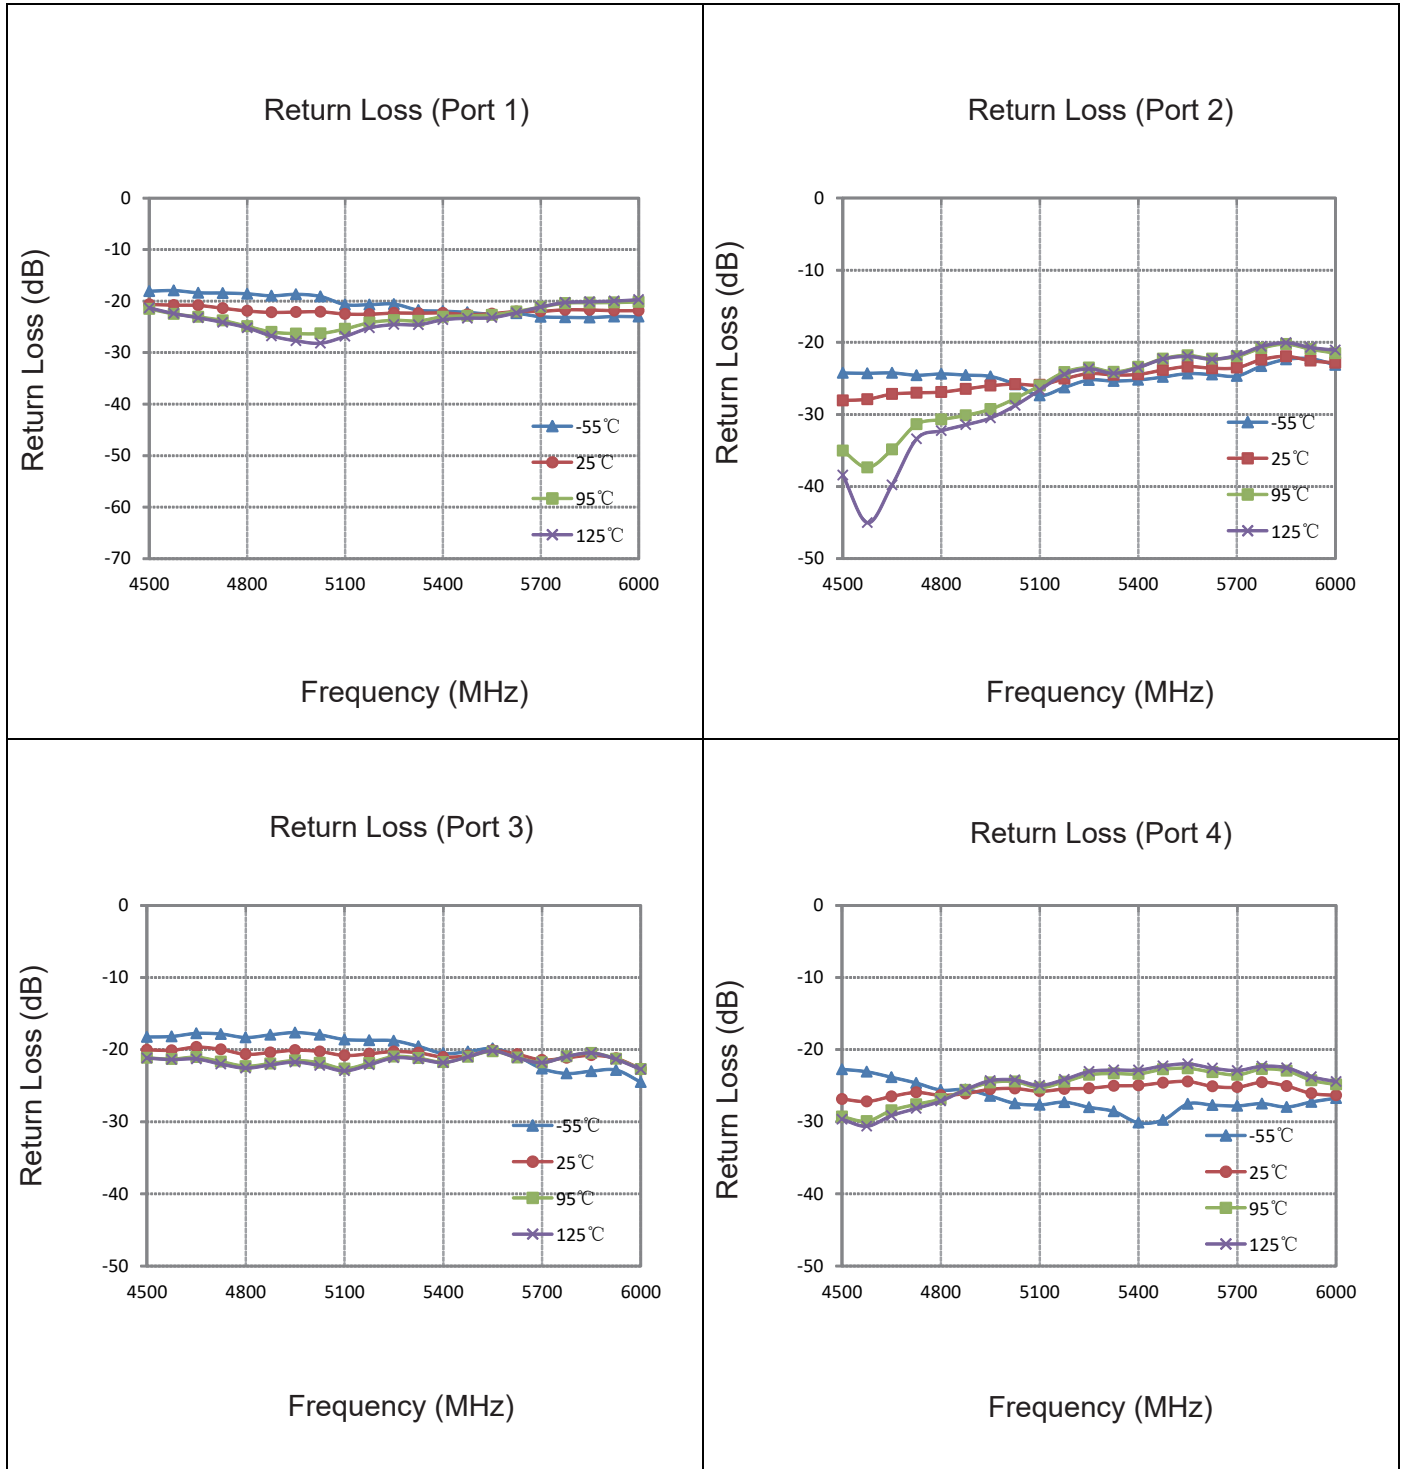 Return Loss (Port 1)
Return Loss (dB)
0
-10
-20
-30
-40
-50
-60
-70
-55℃
25℃
95℃
125℃
4500 4800 5100 5400 5700 6000
Frequency (MHz)
Return Loss (Port 2)
Return Loss (dB)
0
-10
-20
-30
-40
-50
-55℃
25℃
95℃
125℃
4500 4800 5100 5400 5700 6000
Frequency (MHz)
Return Loss (Port 3)
Return Loss (dB)
0
-10
-20
-30
-40
-50
-55℃
25℃
95℃
125℃
4500 4800 5100 5400 5700 6000
Frequency (MHz)
Return Loss (Port 4)
Return Loss (dB)
0
-10
-20
-30
-40
-50
-55℃
25℃
95℃
125℃
4500 4800 5100 5400 5700 6000
Frequency (MHz)